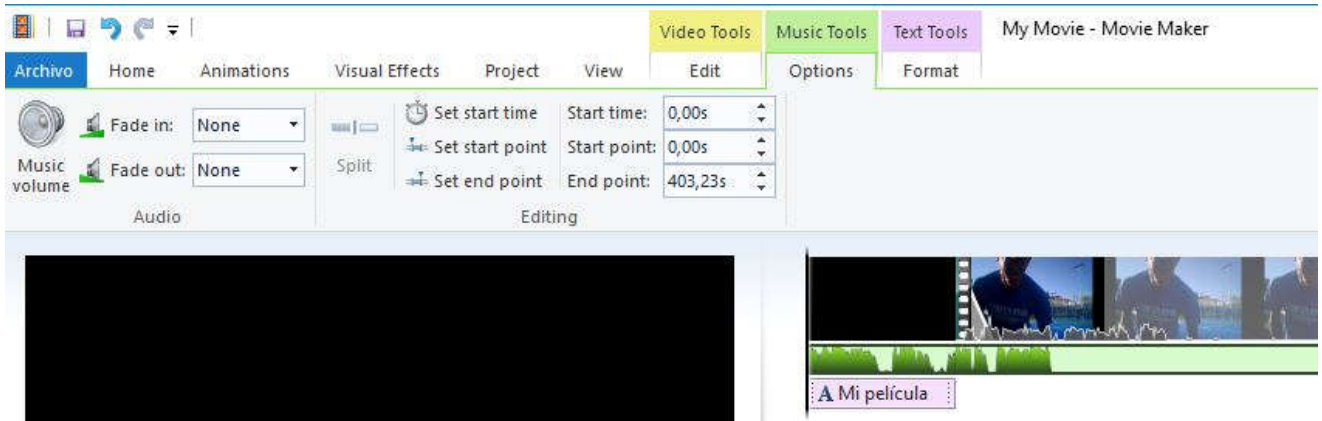 Video Tools Music Tools Text Tools My Movie - Movie Maker
Archivo Home Animations Visual Effects Project View Edit Options Format
Fade in: None Set start time Start time: 0,00s
Set start point Start point: 0,00s
Music volume Fade out: None Split Set end point End point: 403,23s
Audio Editing
A Mi película